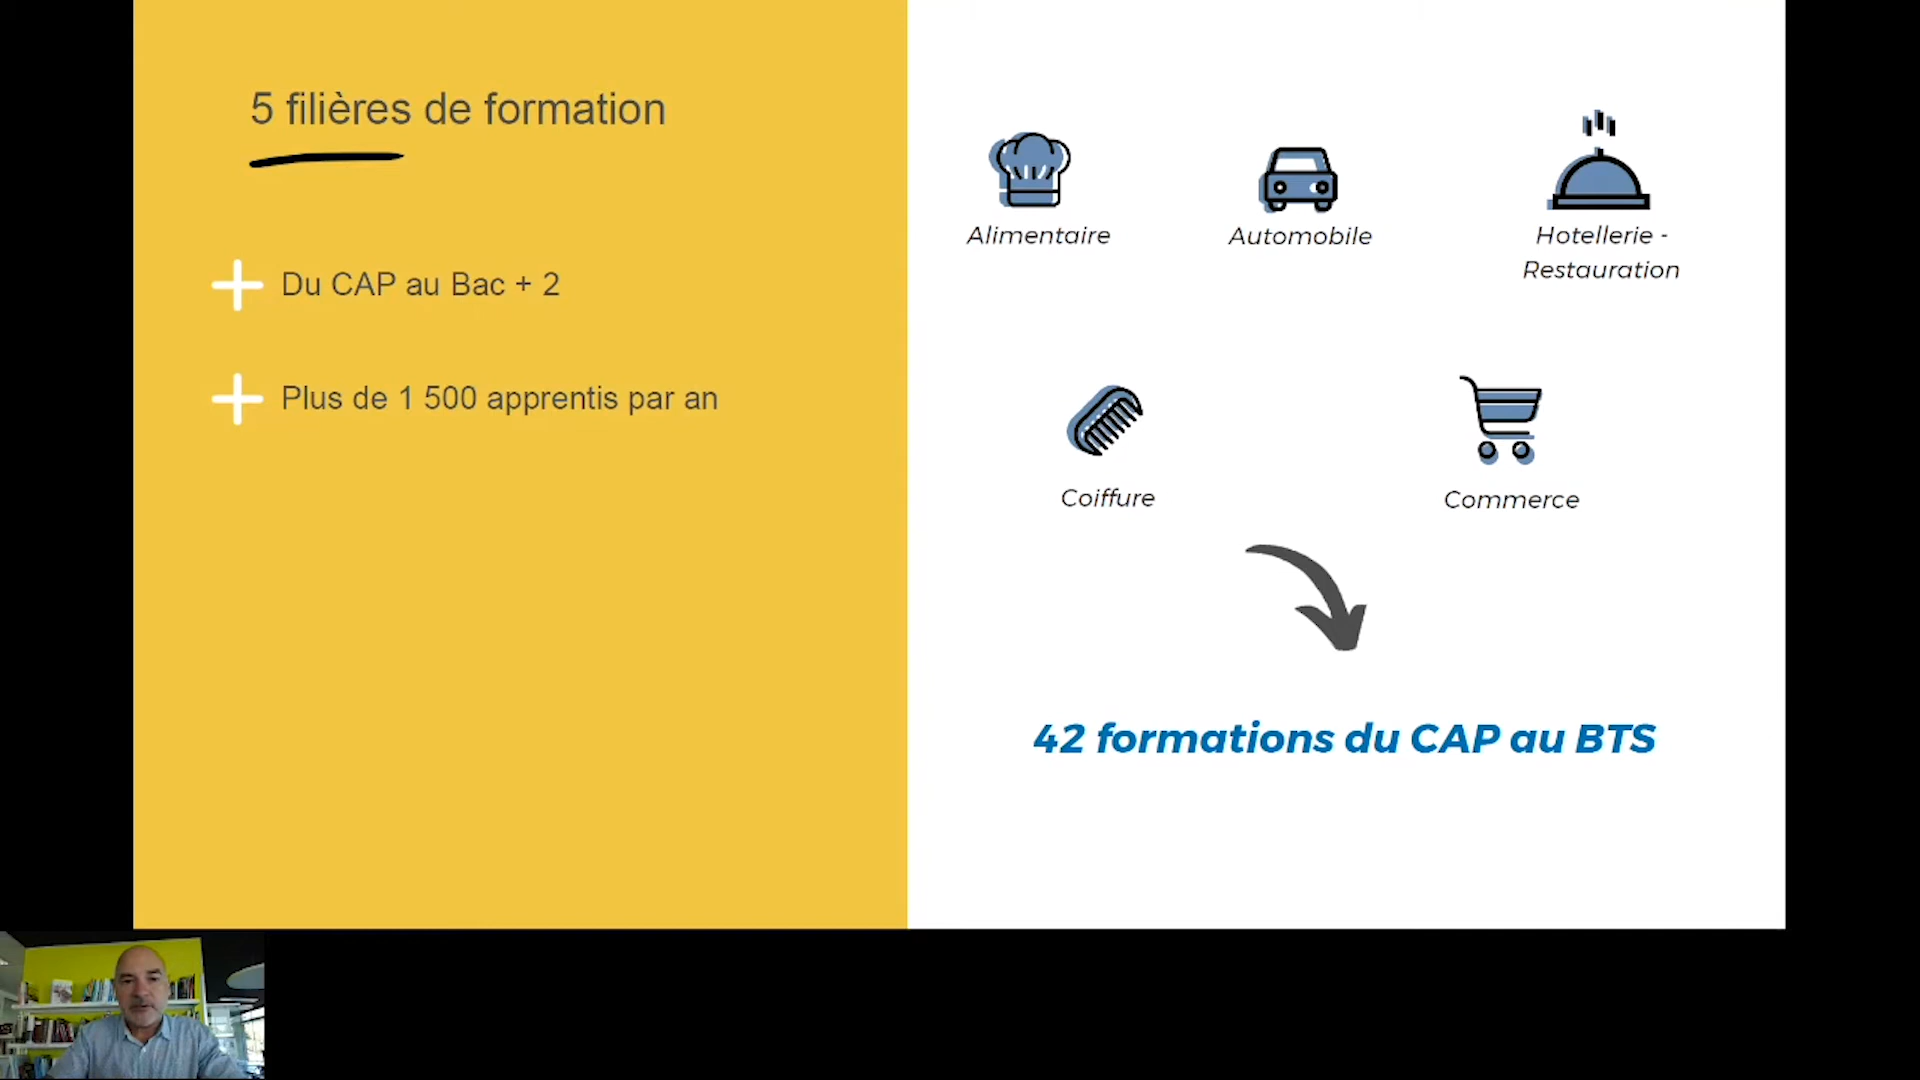 5 filières de formation
Du CAP au Bac + 2
Plus de 1 500 apprentis par an
Alimentaire
Automobile
Hotellerie -
Restauration
Coiffure
Commerce
42 formations du CAP au BTS